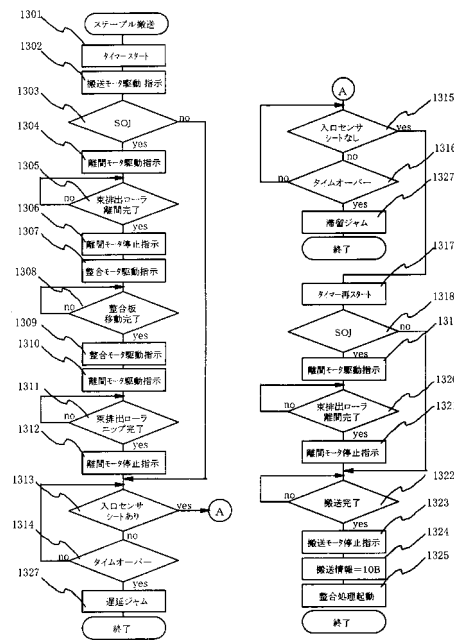 ステープル搬送
1301
タイマースタート
1302
搬送モータ駆動指示
1303
SOJ
no
yes
1304
離間モータ駆動指示
1305
束排出ローラ
離間完了
no
yes
1306
離間モータ停止指示
1307
整合モータ駆動指示
1308
整合板
移動完了
no
yes
1309
整合モータ駆動指示
1310
離間モータ駆動指示
1311
束排出ローラ
ニップ完了
no
yes
1312
離間モータ停止指示
1313
入口センサ
シートあり
yes
A
no
1314
タイムオーバー
no
yes
1327
遅延ジャム
終了
A
1315
入口センサ
シートなし
yes
no
1316
タイムオーバー
no
yes
1327
滞留ジャム
終了
1317
タイマー再スタート
1318
SOJ
no
yes
131
離間モータ駆動指示
1320
束排出ローラ
離間完了
no
yes
1321
離間モータ停止指示
1322
搬送完了
no
yes
1323
搬送モータ停止指示
1324
搬送情報=10B
1325
整合処理起動
終了